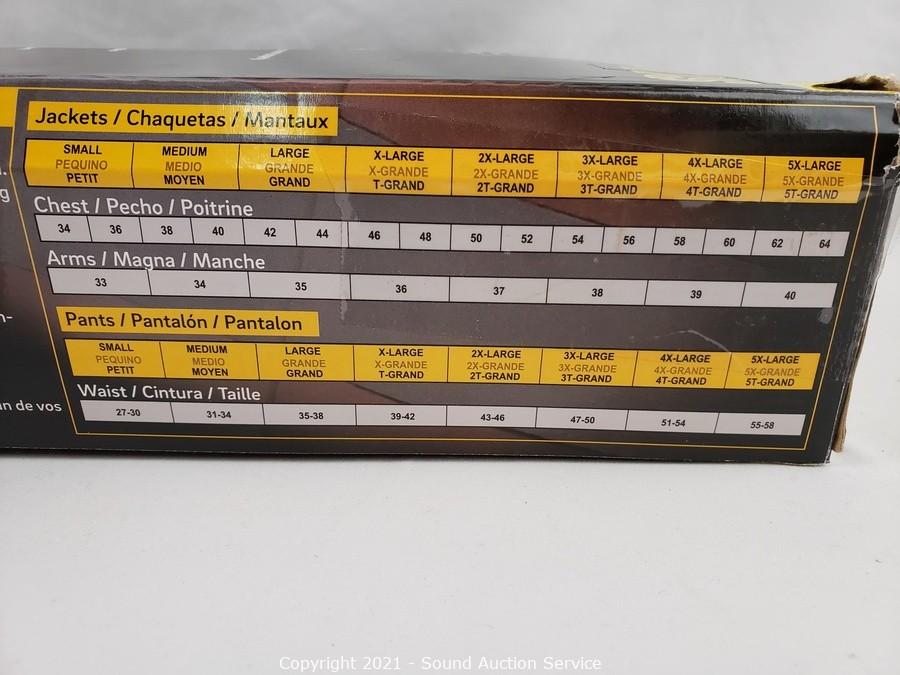 Jackets / Chaquetas / Mantaux
SMALL MEDIUM LARGE X-LARGE 2X-LARGE 3X-LARGE 4X-LARGE 5X-LARGE
PEQUINO MEDIO GRANDE X-GRANDE 2X-GRANDE 3X-GRANDE 4X-GRANDE 5X-GRANDE
PETIT MOYEN GRAND T-GRAND 2T-GRAND 3T-GRAND 4T-GRAND 5T-GRAND
Chest / Pecho / Poitrine
34 36 38 40 42 44 46 48 50 52 54 56 58 60 62 64
Arms / Magna / Manche
33 34 35 36 37 38 39 40
Pants / Pantalón / Pantalon
SMALL MEDIUM LARGE X-LARGE 2X-LARGE 3X-LARGE 4X-LARGE 5X-LARGE
PEQUINO MEDIO GRANDE X-GRANDE 2X-GRANDE 3X-GRANDE 4X-GRANDE 5X-GRANDE
PETIT MOYEN GRAND T-GRAND 2T-GRAND 3T-GRAND 4T-GRAND 5T-GRAND
Waist / Cintura / Taille
27-30 31-34 35-38 39-42 43-46 47-50 51-54 55-58
de vos
Copyright 2021 - Sound Auction Service